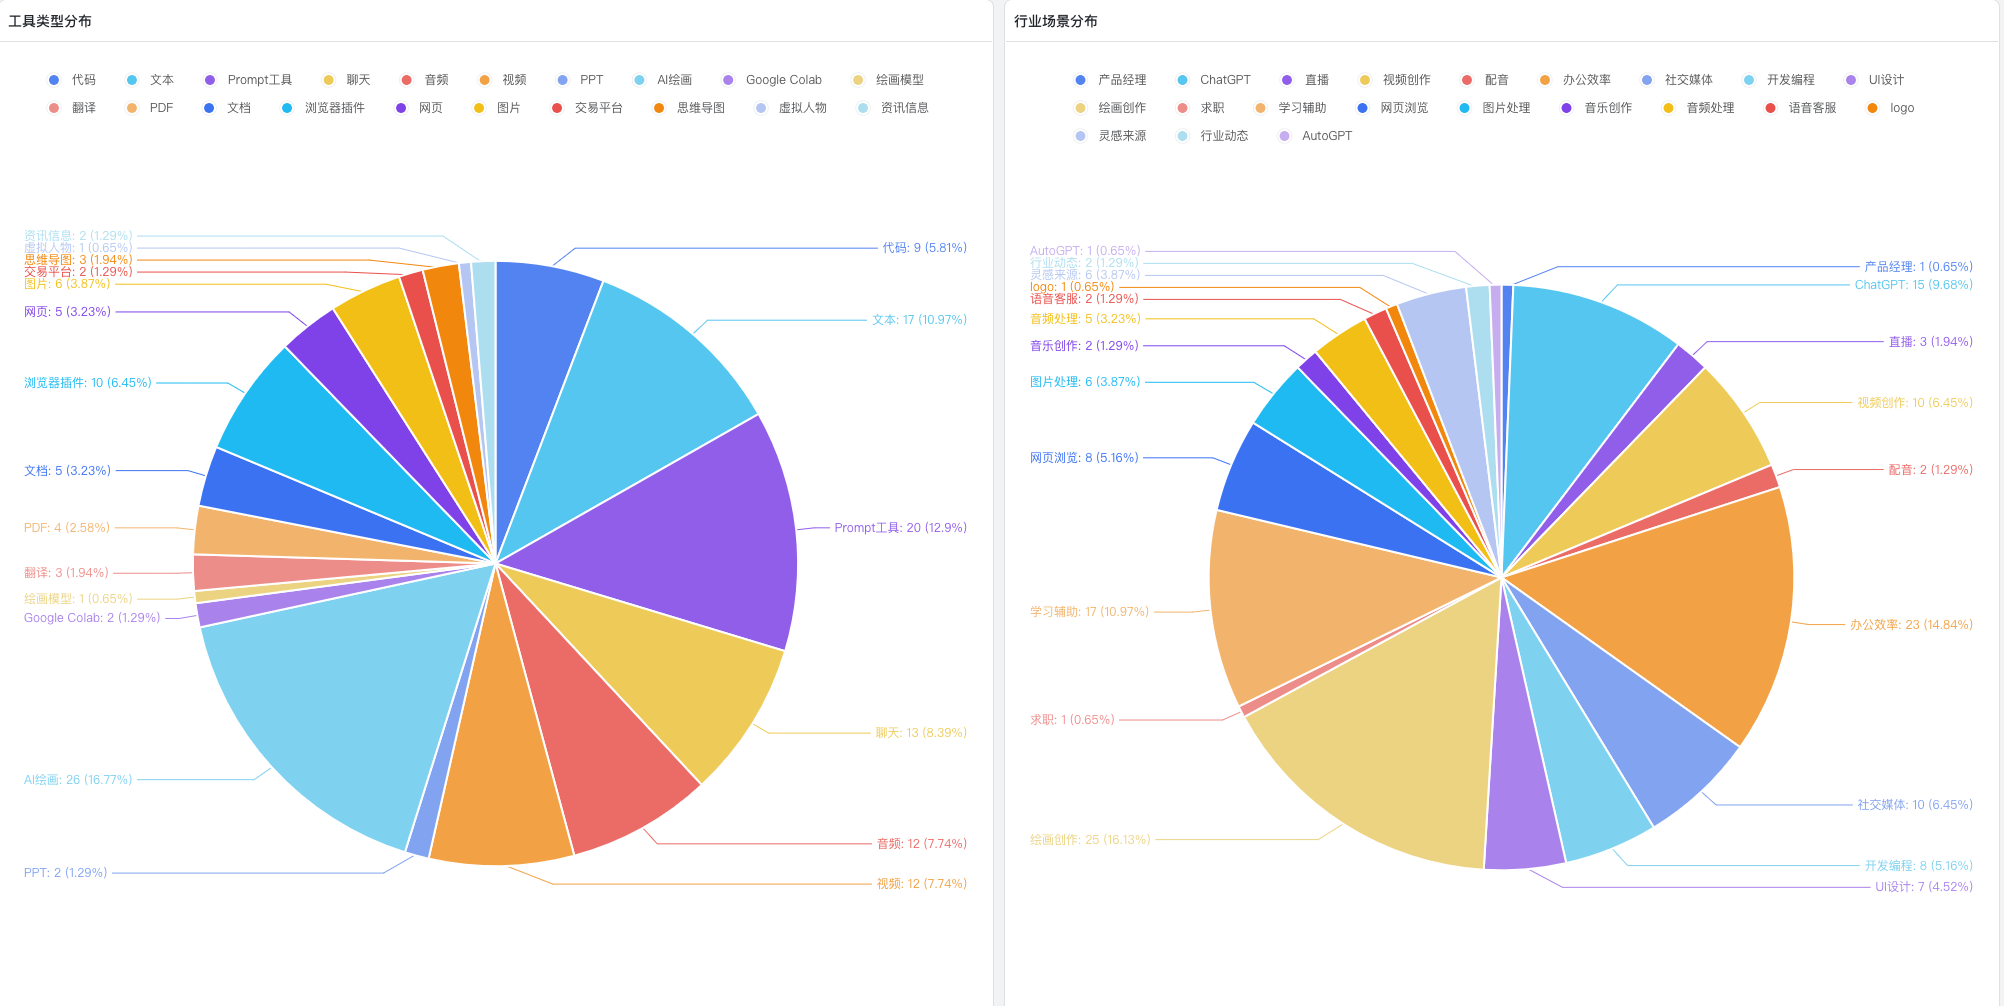 工具类型分布
代码 文本 Prompt工具 聊天 音频 视频 PPT AI绘画 Google Colab 绘画模型
翻译 PDF 文档 浏览器插件 网页 图片 交易平台 思维导图 虚拟人物 资讯信息
资讯信息: 2 (1.29%)
虚拟人物: 1 (0.65%)
思维导图: 3 (1.94%)
交易平台: 2 (1.29%)
图片: 6 (3.87%)
网页: 5 (3.23%)
浏览器插件: 10 (6.45%)
文档: 5 (3.23%)
PDF: 4 (2.58%)
翻译: 3 (1.94%)
绘画模型: 1 (0.65%)
Google Colab: 2 (1.29%)
AI绘画: 26 (16.77%)
PPT: 2 (1.29%)
代码: 9 (5.81%)
文本: 17 (10.97%)
Prompt工具: 20 (12.9%)
聊天: 13 (8.39%)
音频: 12 (7.74%)
视频: 12 (7.74%)
行业场景分布
产品经理 ChatGPT 直播 视频创作 配音 办公效率 社交媒体 开发编程 UI设计
绘画创作 求职 学习辅助 网页浏览 图片处理 音乐创作 音频处理 语音客服 logo
灵感来源 行业动态 AutoGPT
AutoGPT: 1 (0.65%)
行业动态: 2 (1.29%)
灵感来源: 6 (3.87%)
logo: 1 (0.65%)
语音客服: 2 (1.29%)
音频处理: 5 (3.23%)
音乐创作: 2 (1.29%)
图片处理: 6 (3.87%)
网页浏览: 8 (5.16%)
学习辅助: 17 (10.97%)
求职: 1 (0.65%)
绘画创作: 25 (16.13%)
产品经理: 1 (0.65%)
ChatGPT: 15 (9.68%)
直播: 3 (1.94%)
视频创作: 10 (6.45%)
配音: 2 (1.29%)
办公效率: 23 (14.84%)
社交媒体: 10 (6.45%)
开发编程: 8 (5.16%)
UI设计: 7 (4.52%)